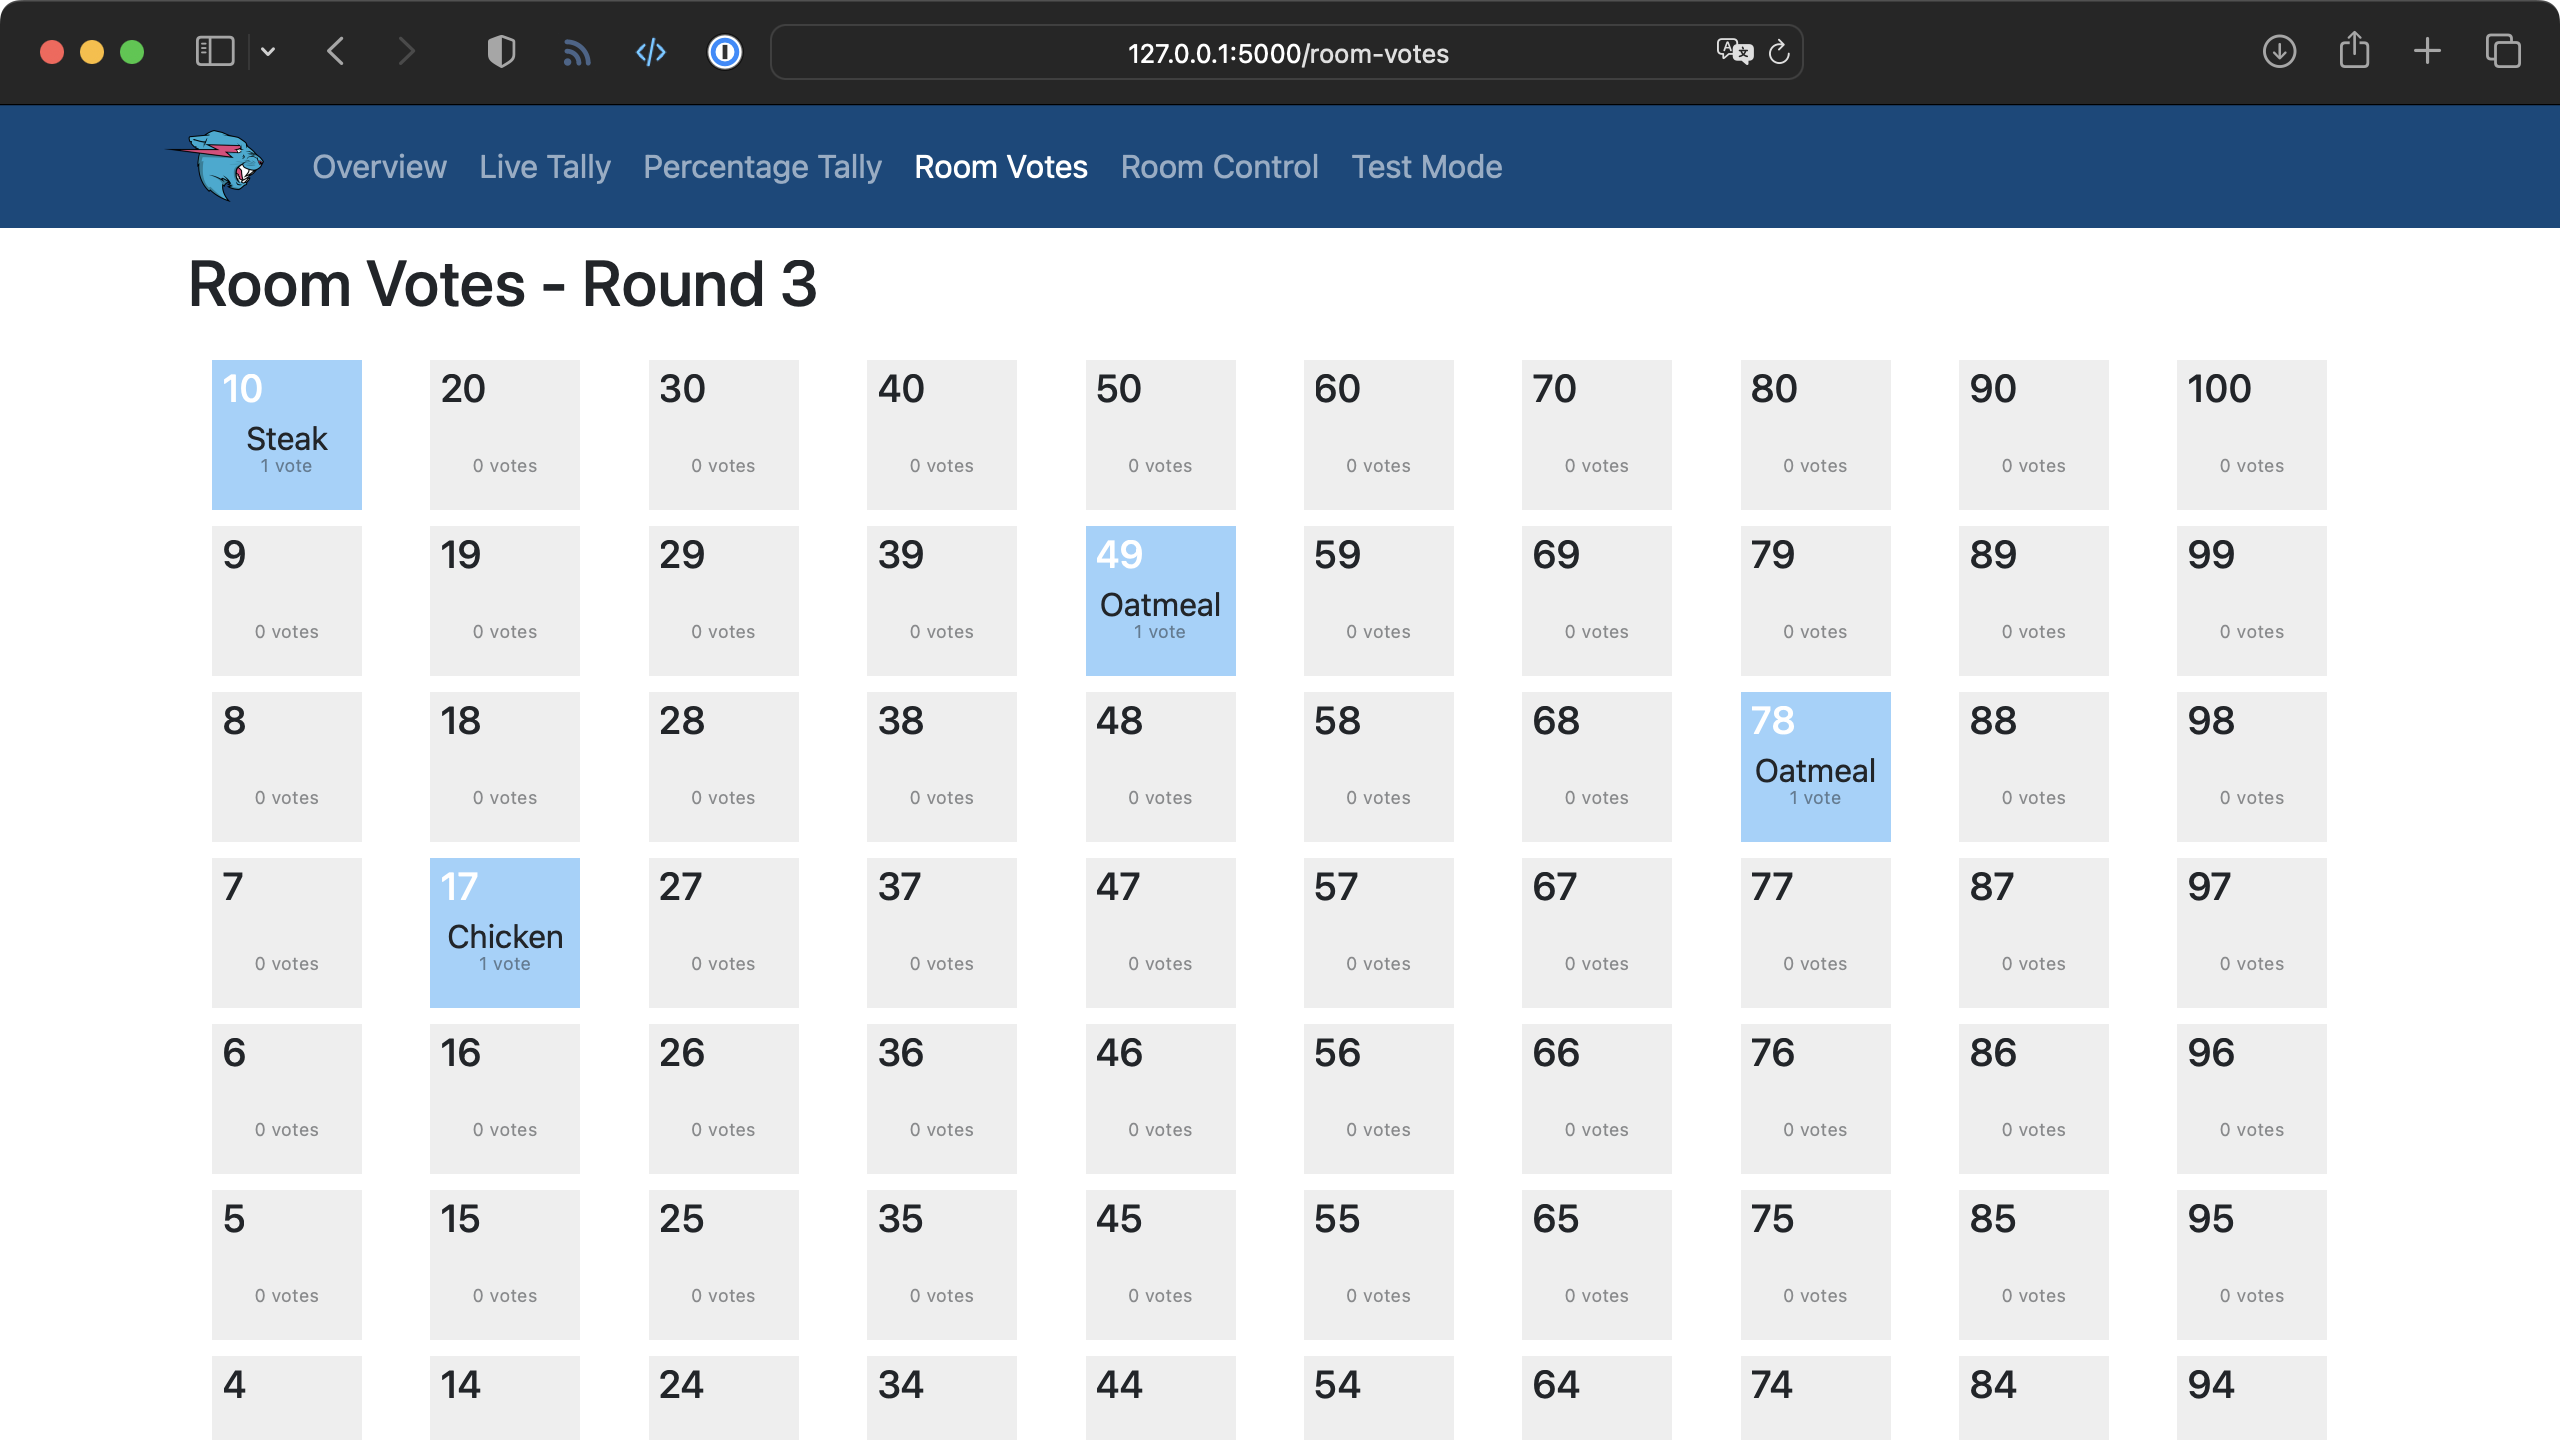 127.0.0.1:5000/room-votes
Overview Live Tally Percentage Tally Room Votes Room Control Test Mode
Room Votes - Round 3
10 20 30 40 50 60 70 80 90 100
Steak
1 vote 0 votes 0 votes 0 votes 0 votes 0 votes 0 votes 0 votes 0 votes 0 votes
9 19 29 39 49 59 69 79 89 99
Oatmeal
0 votes 0 votes 0 votes 0 votes 1 vote 0 votes 0 votes 0 votes 0 votes 0 votes
8 18 28 38 48 58 68 78 88 98
Oatmeal
0 votes 0 votes 0 votes 0 votes 0 votes 0 votes 0 votes 1 vote 0 votes 0 votes
7 17 27 37 47 57 67 77 87 97
Chicken
0 votes 1 vote 0 votes 0 votes 0 votes 0 votes 0 votes 0 votes 0 votes 0 votes
6 16 26 36 46 56 66 76 86 96
0 votes 0 votes 0 votes 0 votes 0 votes 0 votes 0 votes 0 votes 0 votes 0 votes
5 15 25 35 45 55 65 75 85 95
0 votes 0 votes 0 votes 0 votes 0 votes 0 votes 0 votes 0 votes 0 votes 0 votes
4 14 24 34 44 54 64 74 84 94